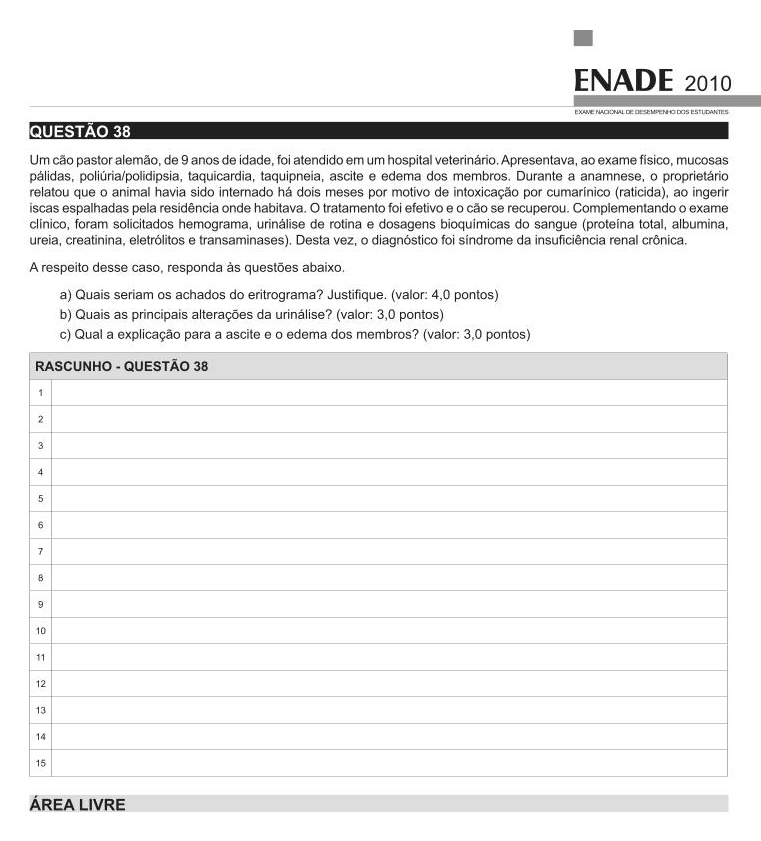 ENADE 2010
EXAME NACIONAL DE DESEMPENHO DOS ESTUDANTES
QUESTÃO 38
Um cão pastor alemão, de 9 anos de idade, foi atendido em um hospital veterinário. Apresentava, ao exame físico, mucosas
pálidas, poliúria/polidipsia, taquicardia, taquipneia, ascite e edema dos membros. Durante a anamnese, o proprietário
relatou que o animal havia sido internado há dois meses por motivo de intoxicação por cumarínico (raticida), ao ingerir
iscas espalhadas pela residência onde habitava. O tratamento foi efetivo e o cão se recuperou. Complementando o exame
clínico, foram solicitados hemograma, urinálise de rotina e dosagens bioquímicas do sangue (proteína total, albumina,
ureia, creatinina, eletrólitos e transaminases). Desta vez, o diagnóstico foi síndrome da insuficiência renal crônica.
A respeito desse caso, responda às questões abaixo.
a) Quais seriam os achados do eritrograma? Justifique. (valor: 4,0 pontos)
b) Quais as principais alterações da urinálise? (valor: 3,0 pontos)
c) Qual a explicação para a ascite e o edema dos membros? (valor: 3,0 pontos)
RASCUNHO - QUESTÃO 38
1
2
3
4
5
6
7
8
9
10
11
12
13
14
15
ÁREA LIVRE